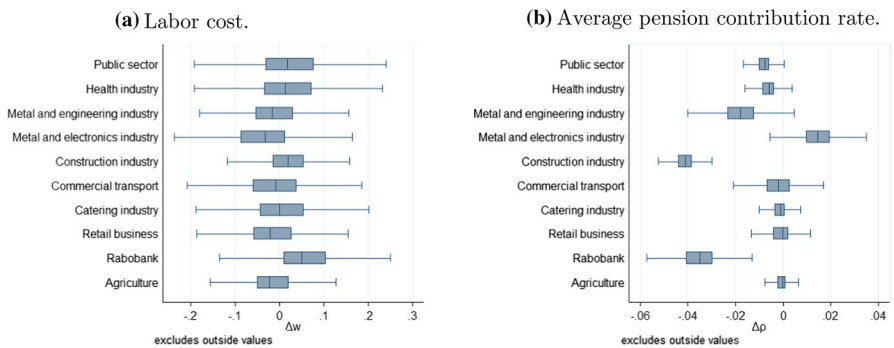 (a) Labor cost.
Public sector
Health industry
Metal and engineering industry
Metal and electronics industry
Construction industry
Commercial transport
Catering industry
Retail business
Rabobank
Agriculture
-.2 -.1 0 .1 .2 .3
Δw
excludes outside values
(b) Average pension contribution rate.
Public sector
Health industry
Metal and engineering industry
Metal and electronics industry
Construction industry
Commercial transport
Catering industry
Retail business
Rabobank
Agriculture
-.06 -.04 -.02 0 .02 .04
Δρ
excludes outside values